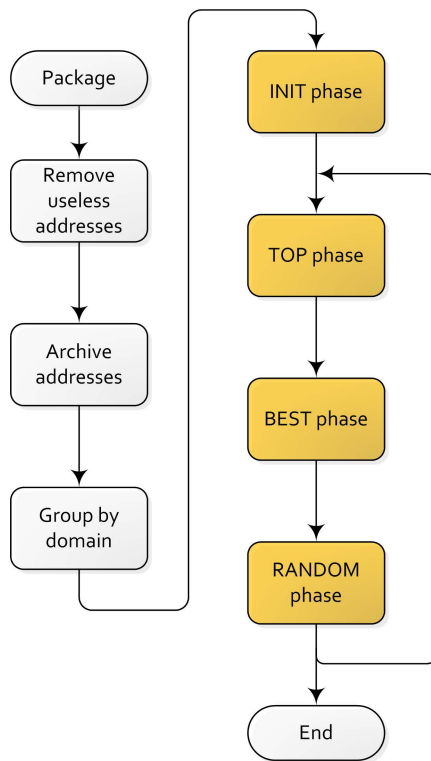 Package
Remove
useless
addresses
Archive
addresses
Group by
domain
INIT phase
TOP phase
BEST phase
RANDOM
phase
End